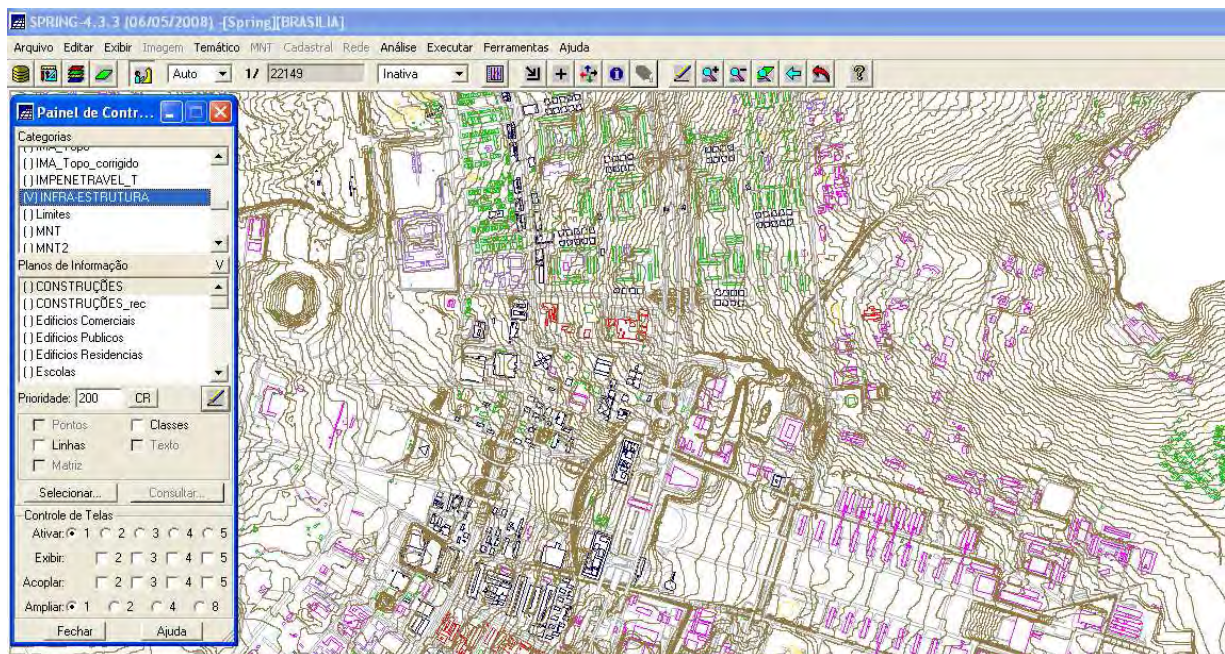 SPRING-4.3.3 (06/05/2008) -[Spring][BRASILIA]
Arquivo Editar Exibir Imagem Temático MNT Cadastral Rede Análise Executar Ferramentas Ajuda
Auto 1/ 22149 Inativa
Painel de Contr...
Categorias
( ) IMA_Topo
( ) IMA_Topo_corrigido
( ) IMPENETRAVEL_T
(V) INFRA-ESTRUTURA
( ) Limites
( ) MNT
( ) MNT2
Planos de Informação V
( ) CONSTRUÇÕES
( ) CONSTRUÇÕES_rec
( ) Edificios Comerciais
( ) Edificios Publicos
( ) Edificios Residencias
( ) Escolas
Prioridade: 200 CR
Pontos Classes
Linhas Texto
Matriz
Selecionar... Consultar...
Controle de Telas
Ativar: 1 2 3 4 5
Exibir: 2 3 4 5
Acoplar: 2 3 4 5
Ampliar: 1 2 4 8
Fechar Ajuda